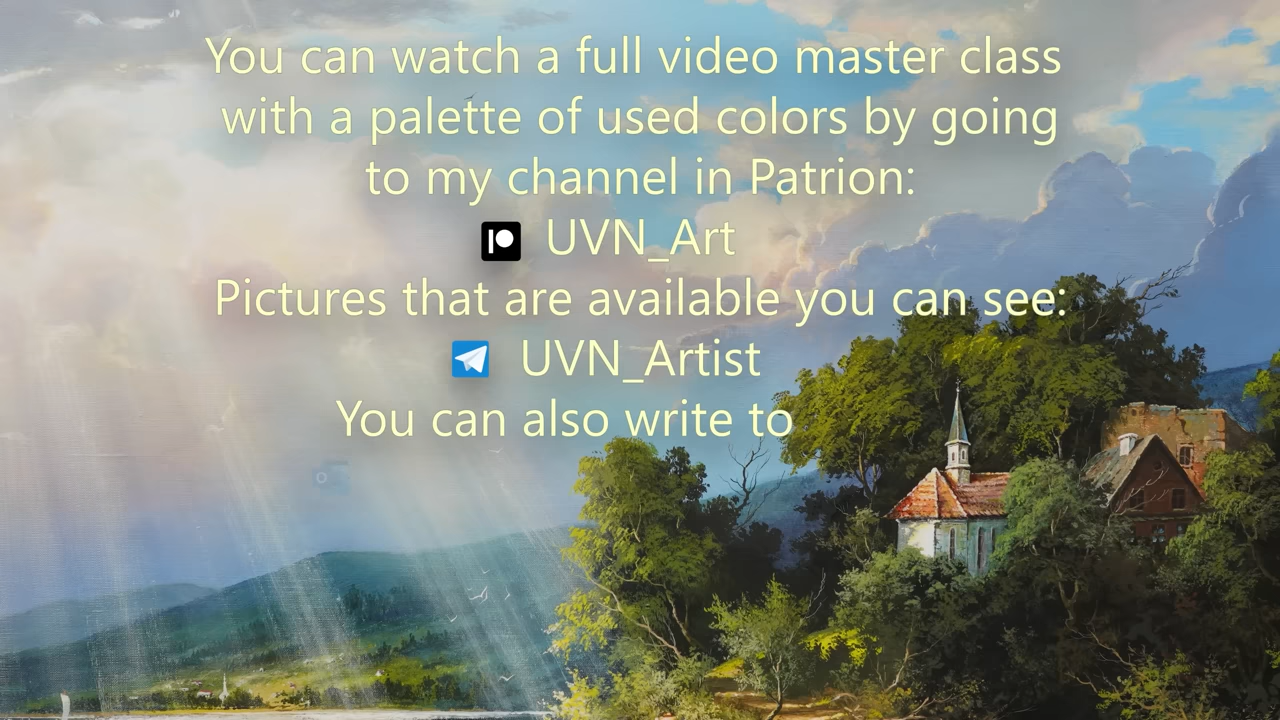 You can watch a full video master class
with a palette of used colors by going
to my channel in Patrion:
UVN_Art
Pictures that are available you can see:
UVN_Artist
You can also write to